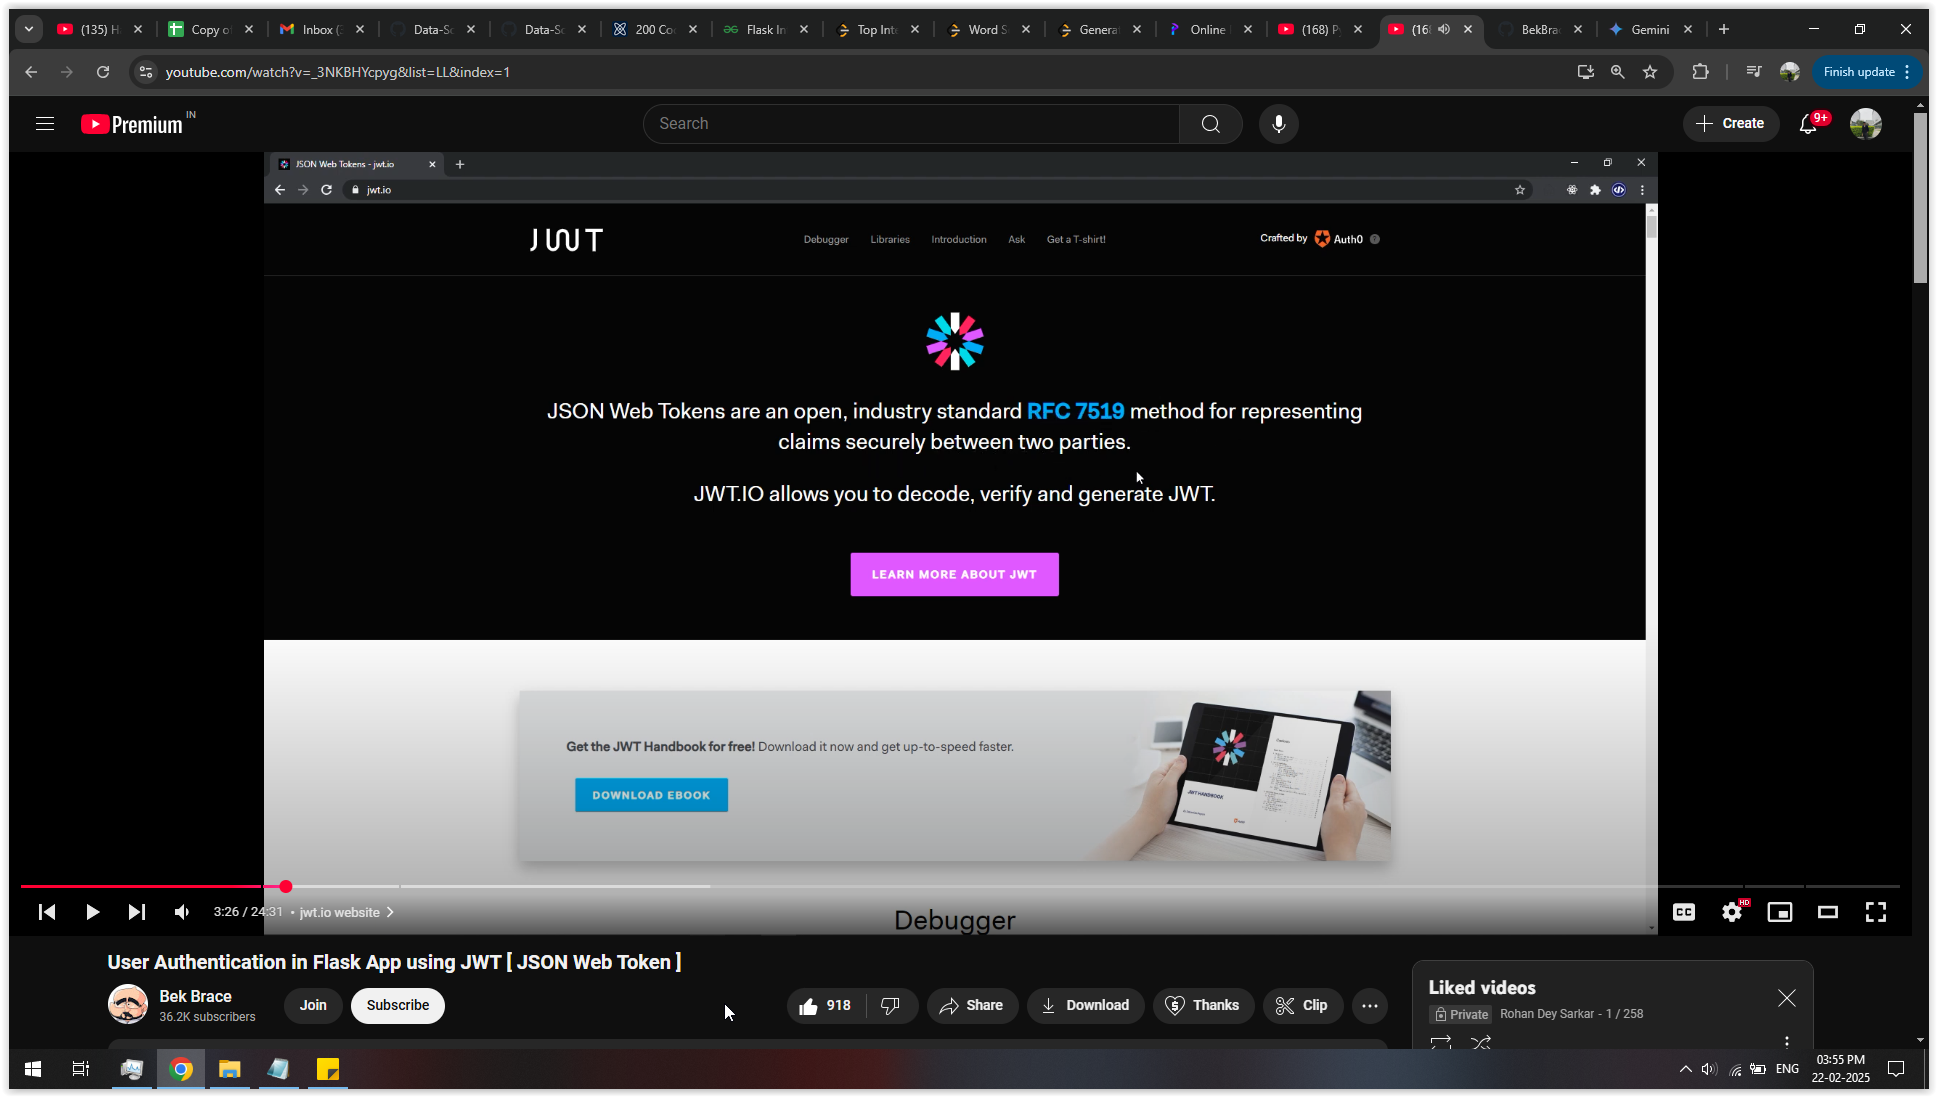 (135) H
Copy o
Inbox (3
Data-Sc
Data-Sc
200 Co
Flask In
Top Int
Word S
Genera
Online
(168) P
(168
BekBrac
Gemini
youtube.com/watch?v=_3NKBHYcpyg&list=LL&index=1
Finish update
Premium IN
Search
Create
9+
JSON Web Tokens - jwt.io
jwt.io
JWT
Debugger
Libraries
Introduction
Ask
Get a T-shirt!
Crafted by Auth0
JSON Web Tokens are an open, industry standard RFC 7519 method for representing
claims securely between two parties.
JWT.IO allows you to decode, verify and generate JWT.
LEARN MORE ABOUT JWT
Get the JWT Handbook for free! Download it now and get up-to-speed faster.
DOWNLOAD EBOOK
JWT HANDBOOK
Debugger
3:26 / 24:31 • jwt.io website
CC
HD
User Authentication in Flask App using JWT [ JSON Web Token ]
Bek Brace
36.2K subscribers
Join
Subscribe
918
Share
Download
Thanks
Clip
Liked videos
Private
Rohan Dey Sarkar - 1 / 258
ENG
03:55 PM
22-02-2025